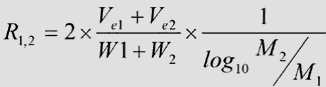 R₁,₂ = 2 × (Vₑ₁ + Vₑ₂)/(W1 + W₂) × 1/(log₁₀ M₂/M₁)